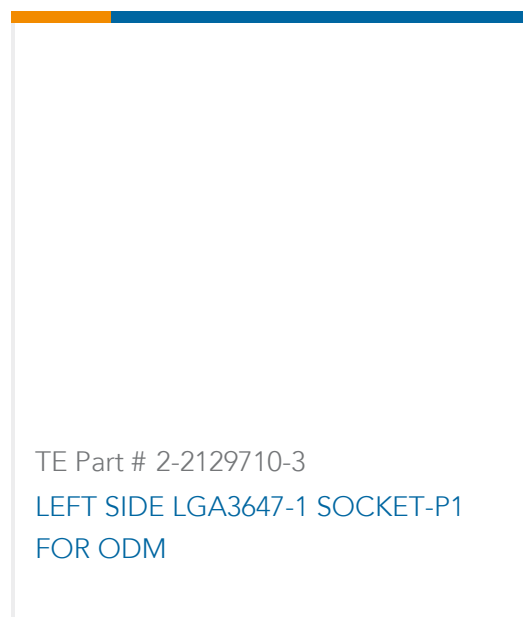 TE Part # 2-2129710-3
LEFT SIDE LGA3647-1 SOCKET-P1
FOR ODM